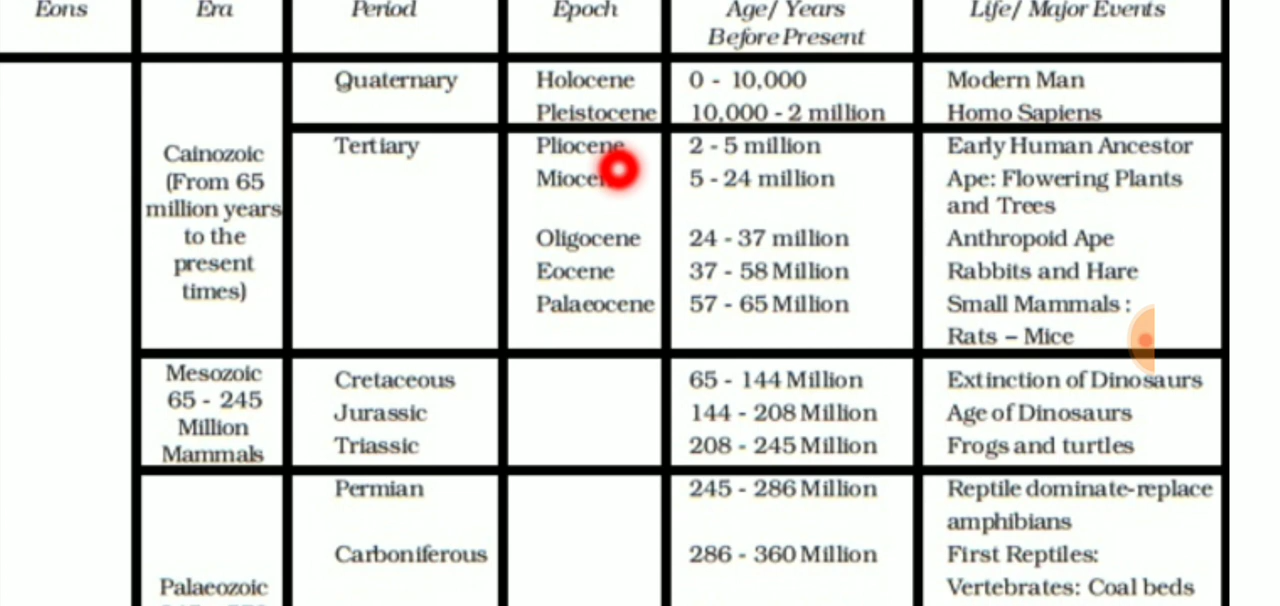 Eons Era Period Epoch Age/ Years Life/ Major Events
Before Present
Quaternary Holocene 0 - 10,000 Modern Man
Pleistocene 10,000 - 2 million Homo Sapiens
Cainozoic
(From 65
million years
to the
present
times)
Tertiary Pliocene 2 - 5 million Early Human Ancestor
5 - 24 million Ape: Flowering Plants
and Trees
Oligocene 24 - 37 million Anthropoid Ape
Eocene 37 - 58 Million Rabbits and Hare
Palaeocene 57 - 65 Million Small Mammals :
Rats – Mice
Mesozoic
65 - 245
Million
Mammals
Cretaceous 65 - 144 Million Extinction of Dinosaurs
Jurassic 144 - 208 Million Age of Dinosaurs
Triassic 208 - 245 Million Frogs and turtles
Permian 245 - 286 Million Reptile dominate-replace
amphibians
Carboniferous 286 - 360 Million First Reptiles:
Vertebrates: Coal beds
Palaeozoic